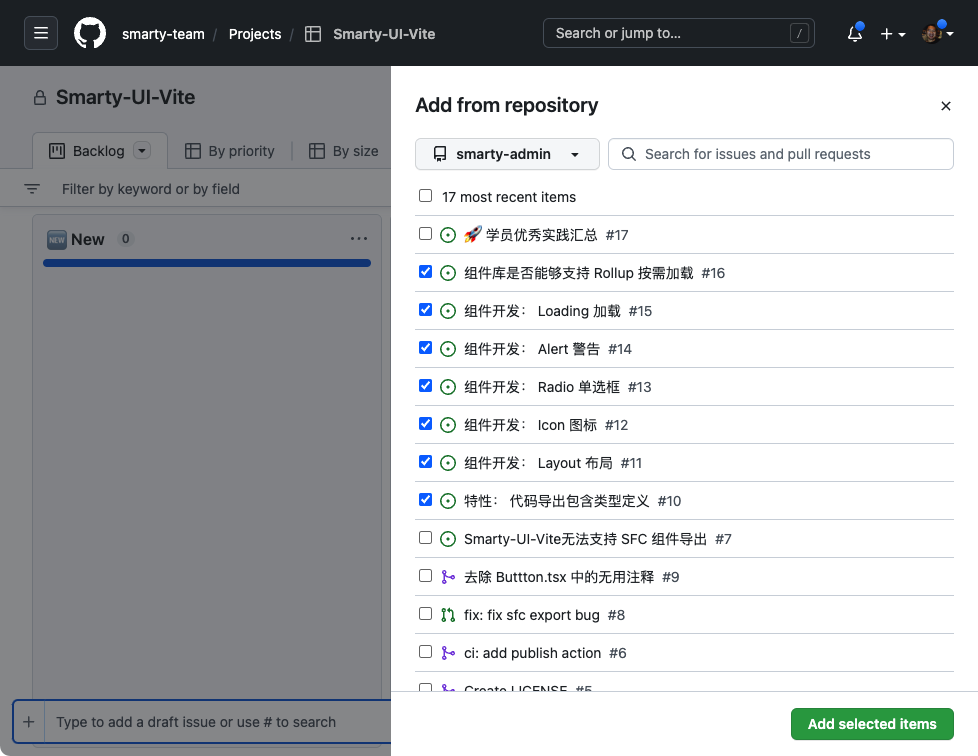 smarty-team / Projects / Smarty-UI-Vite
Search or jump to... /
Smarty-UI-Vite
Backlog
By priority
By size
Filter by keyword or by field
NEW New 0
Type to add a draft issue or use # to search
Add from repository
smarty-admin
Search for issues and pull requests
17 most recent items
🚀 学员优秀实践汇总 #17
组件库是否能够支持 Rollup 按需加载 #16
组件开发： Loading 加载 #15
组件开发： Alert 警告 #14
组件开发： Radio 单选框 #13
组件开发： Icon 图标 #12
组件开发： Layout 布局 #11
特性： 代码导出包含类型定义 #10
Smarty-UI-Vite无法支持 SFC 组件导出 #7
去除 Buttton.tsx 中的无用注释 #9
fix: fix sfc export bug #8
ci: add publish action #6
Create LICENSE #5
Add selected items